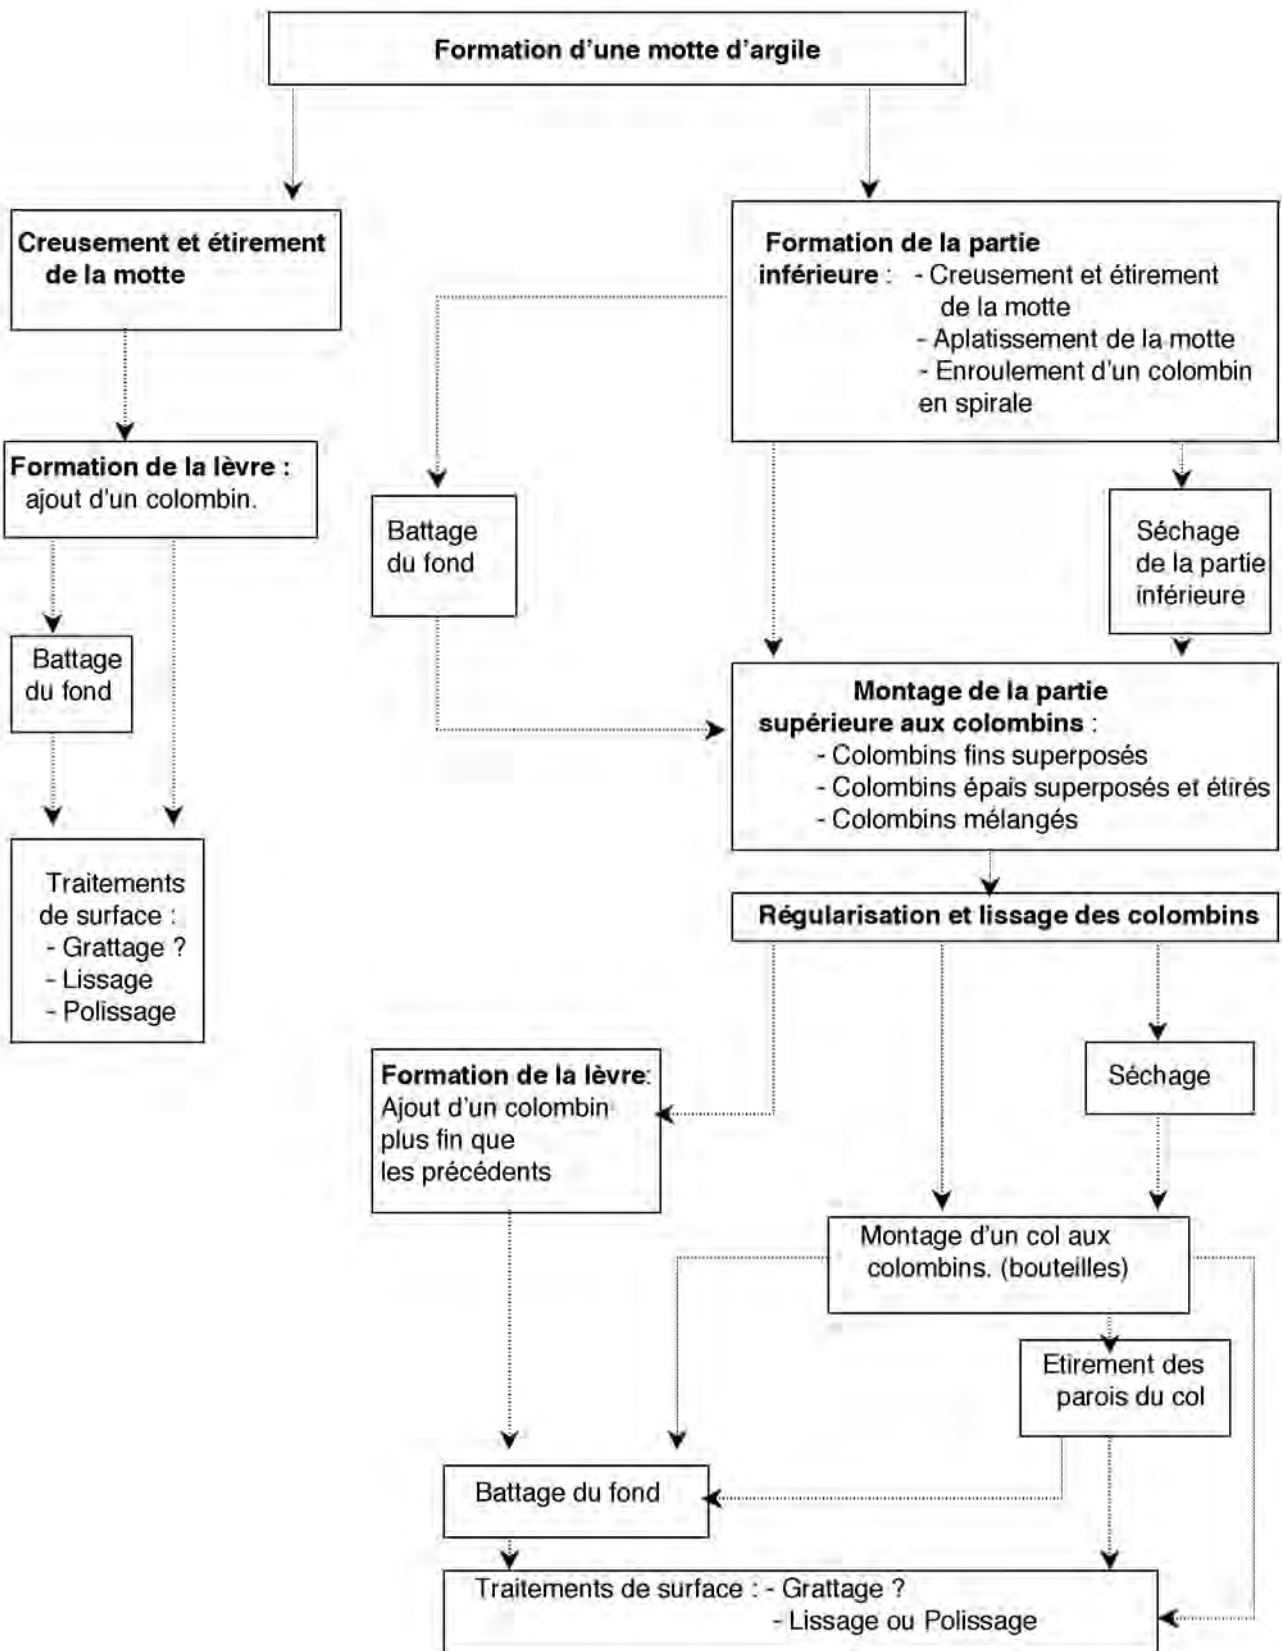 Formation d'une motte d'argile
Creusement et étirement
de la motte
Formation de la partie
inférieure : - Creusement et étirement
de la motte
- Aplatissement de la motte
- Enroulement d'un colombin
en spirale
Formation de la lèvre :
ajout d'un colombin.
Battage
du fond
Séchage
de la partie
inférieure
Battage
du fond
Montage de la partie
supérieure aux colombins :
- Colombins fins superposés
- Colombins épais superposés et étirés
- Colombins mélangés
Traitements
de surface :
- Grattage ?
- Lissage
- Polissage
Régularisation et lissage des colombins
Formation de la lèvre:
Ajout d'un colombin
plus fin que
les précédents
Séchage
Montage d'un col aux
colombins. (bouteilles)
Etirement des
parois du col
Battage du fond
Traitements de surface : - Grattage ?
- Lissage ou Polissage